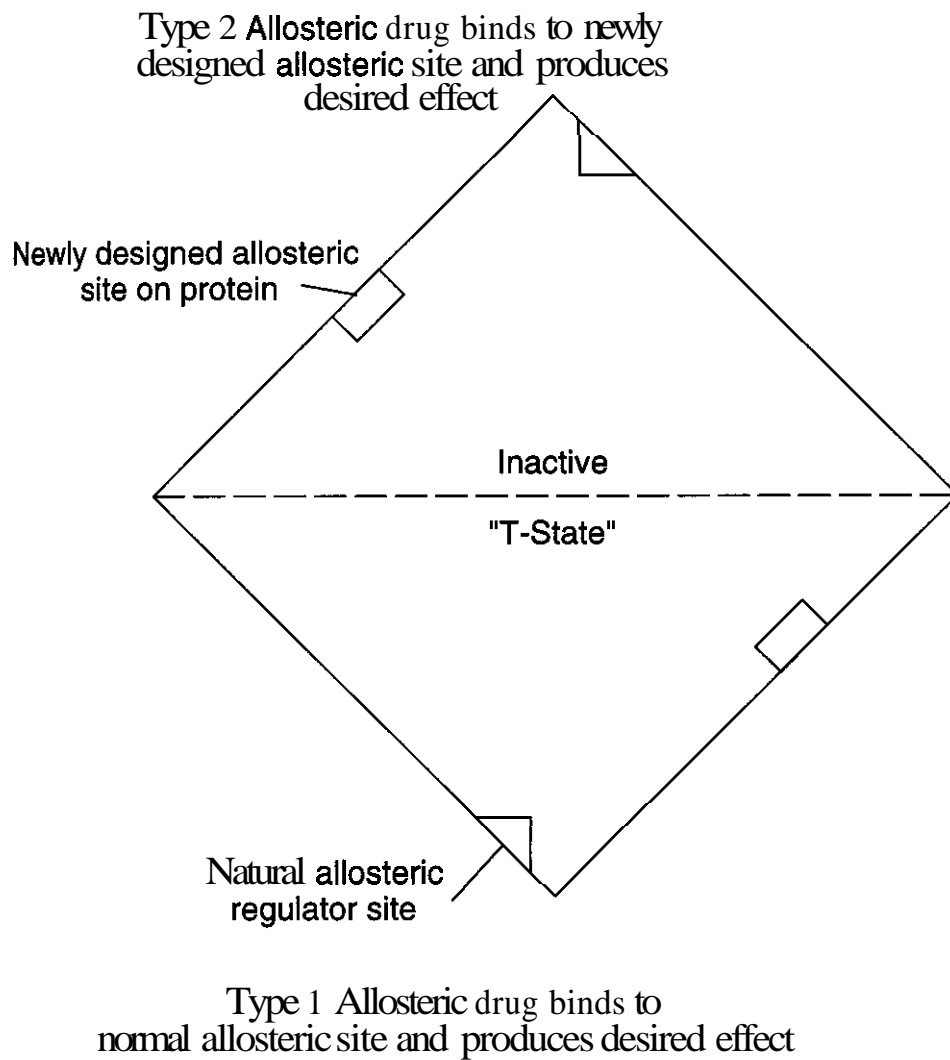 Type 2 Allosteric drug binds to newly
designed allosteric site and produces
desired effect
Newly designed allosteric
site on protein
Inactive
"T-State"
Natural allosteric
regulator site
Type 1 Allosteric drug binds to
normal allosteric site and produces desired effect